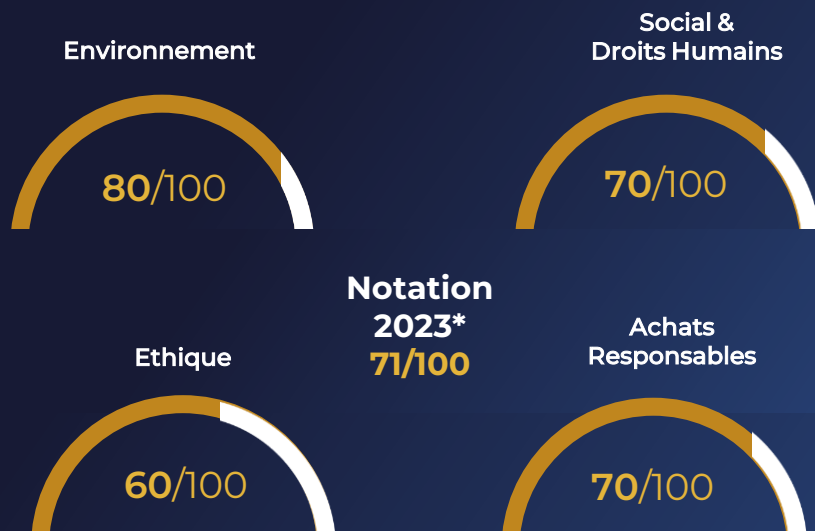 Environnement
80/100
Social &
Droits Humains
70/100
Notation
2023*
71/100
Ethique
60/100
Achats
Responsables
70/100